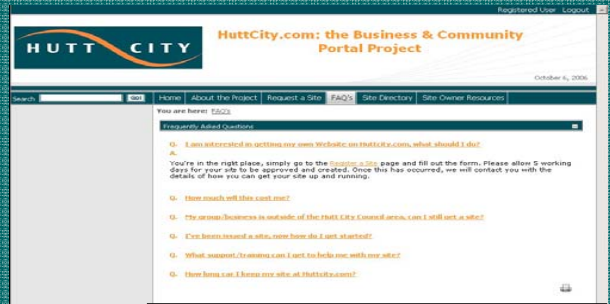 Registered User Logout
HUTT CITY
HuttCity.com: the Business & Community
Portal Project
October 6, 2006
Search GO!
Home About the Project Request a Site FAQ's Site Directory Site Owner Resources
You are here: FAQ's
Frequently Asked Questions
Q. I am interested in getting my own Website on Huttcity.com, what should I do?
A.
You're in the right place, simply go to the Register a Site page and fill out the form. Please allow 5 working
days for your site to be approved and created. Once this has occurred, we will contact you with the
details of how you can get your site up and running.
Q. How much will this cost me?
Q. My group/business is outside of the Hutt City Council area, can I still get a site?
Q. I've been issued a site, now how do I get started?
Q. What support/training can I get to help me with my site?
Q. How long can I keep my site at Huttcity.com?